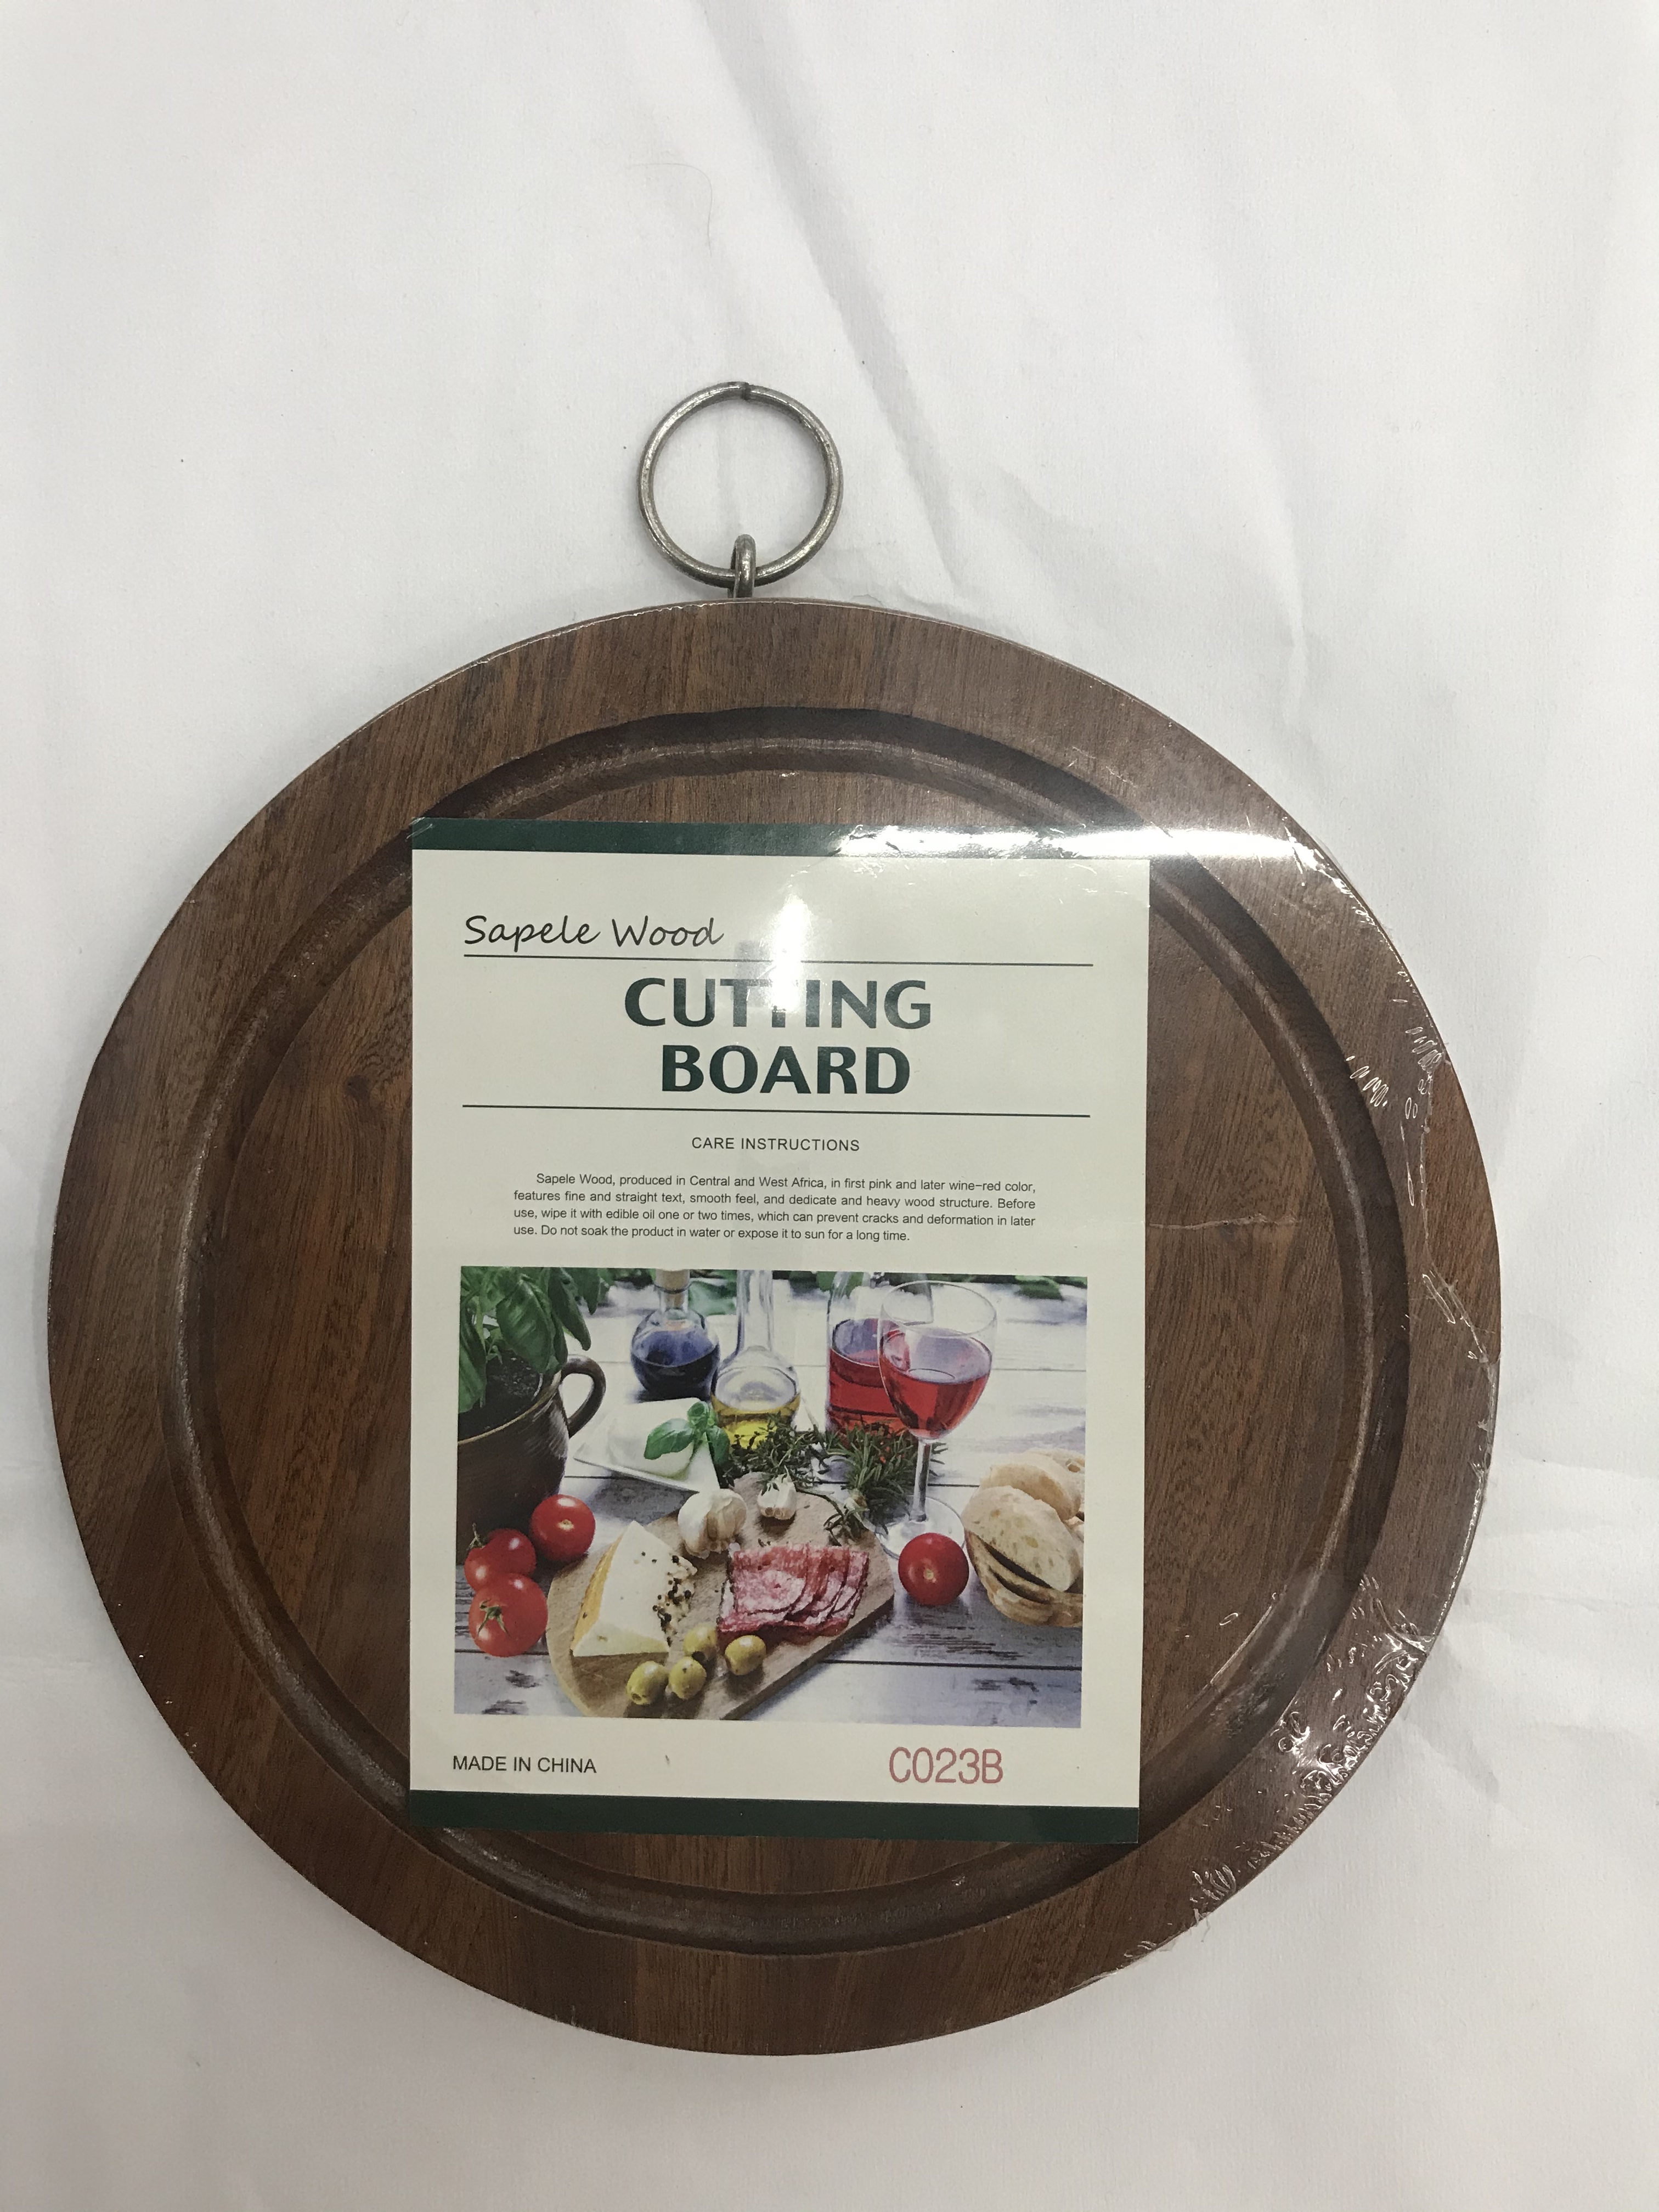 Sapele Wood
CUTTING
BOARD
CARE INSTRUCTIONS
Sapele Wood, produced in Central and West Africa, in first pink and later wine-red color,
features fine and straight text, smooth feel, and dedicate and heavy wood structure. Before
use, wipe it with edible oil one or two times, which can prevent cracks and deformation in later
use. Do not soak the product in water or expose it to sun for a long time.
MADE IN CHINA
C023B